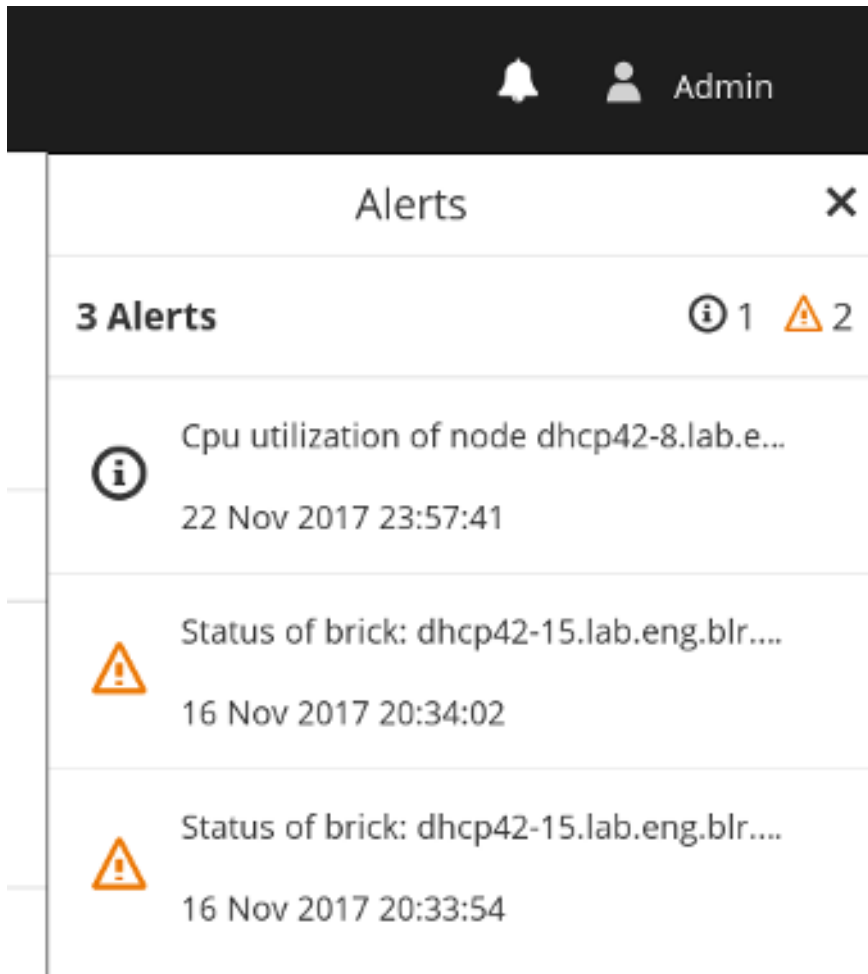 Admin
Alerts
3 Alerts 1 2
Cpu utilization of node dhcp42-8.lab.e...
22 Nov 2017 23:57:41
Status of brick: dhcp42-15.lab.eng.blr....
16 Nov 2017 20:34:02
Status of brick: dhcp42-15.lab.eng.blr....
16 Nov 2017 20:33:54